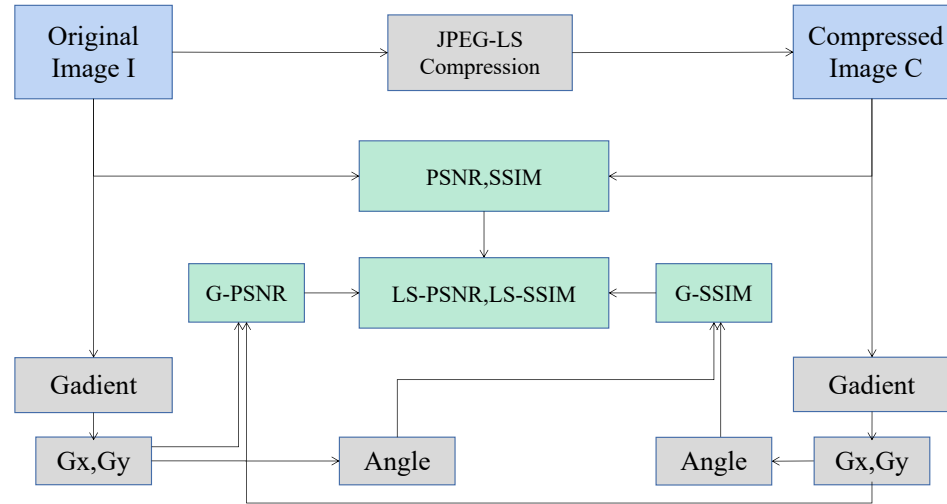 Original
Image I
JPEG-LS
Compression
Compressed
Image C
PSNR,SSIM
G-PSNR
LS-PSNR,LS-SSIM
G-SSIM
Gadient
Gadient
Gx,Gy
Angle
Angle
Gx,Gy